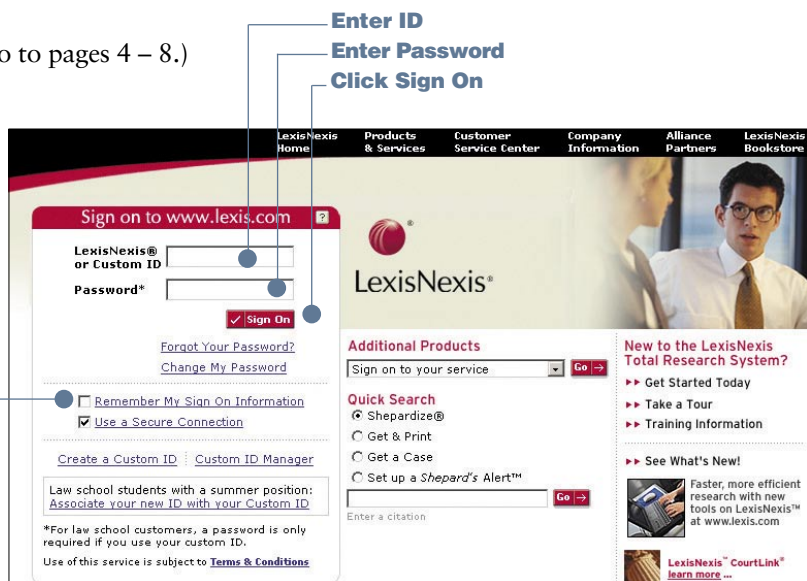 Enter ID
o to pages 4 – 8.)
Enter Password
Click Sign On
LexisNexis Home
Products & Services
Customer Service Center
Company Information
Alliance Partners
LexisNexis Bookstore
Sign on to www.lexis.com ?
LexisNexis®
or Custom ID
Password*
Sign On
Forgot Your Password?
Change My Password
Remember My Sign On Information
Use a Secure Connection
Create a Custom ID Custom ID Manager
Law school students with a summer position:
Associate your new ID with your Custom ID
*For law school customers, a password is only
required if you use your custom ID.
Use of this service is subject to Terms & Conditions
LexisNexis®
Additional Products
Sign on to your service Go
Quick Search
Shepardize®
Get & Print
Get a Case
Set up a Shepard's Alert™
Go
Enter a citation
New to the LexisNexis
Total Research System?
Get Started Today
Take a Tour
Training Information
See What's New!
Faster, more efficient
research with new
tools on LexisNexis™
at www.lexis.com
LexisNexis™ CourtLink®
learn more ...